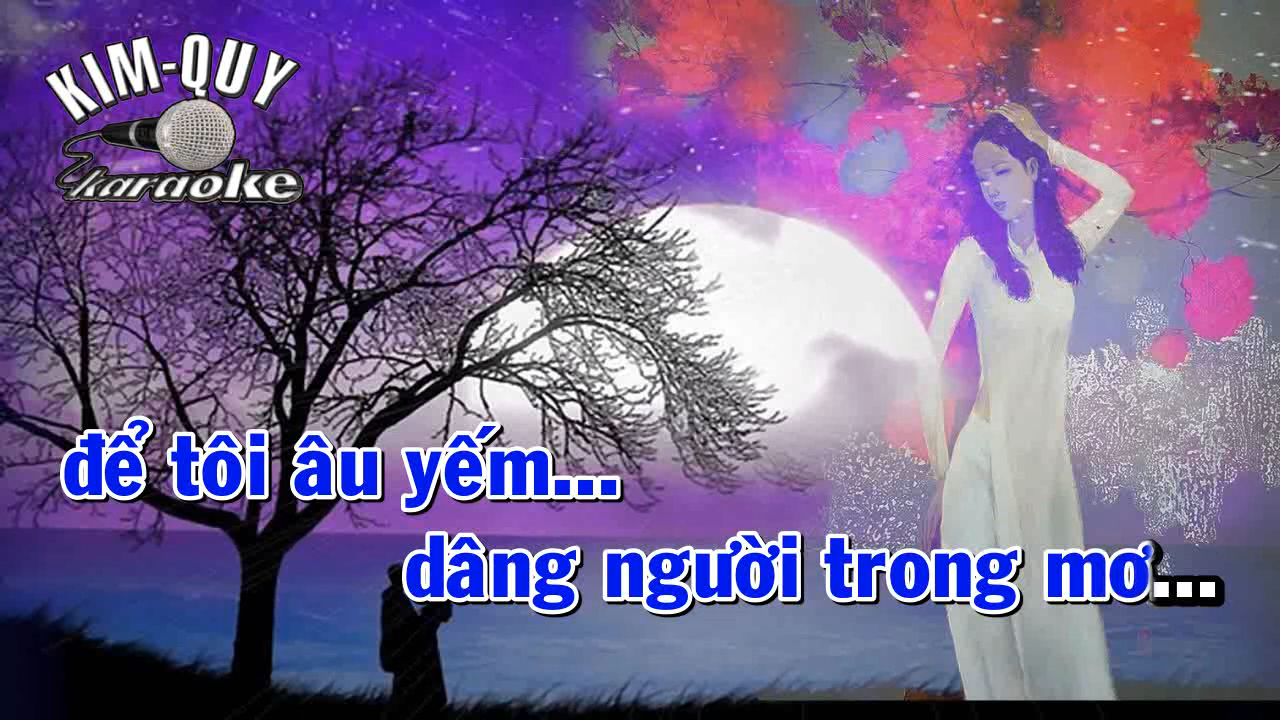 KIM-QUY
karaoke
để tôi âu yếm...
dâng người trong mơ...